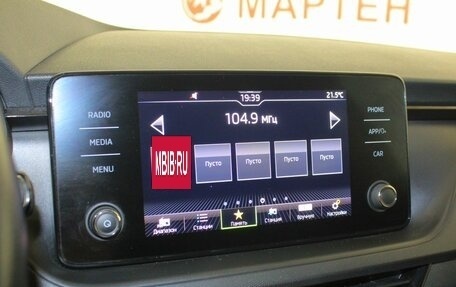 МАРТЕН
19:39
21.5°C
RADIO
PHONE
104.9 МГц
MEDIA
APP/
MBIB.RU
Пусто
Пусто
Пусто
MENU
CAR
Диапазон
Станции
Память
Станция
Вручную
Настройки